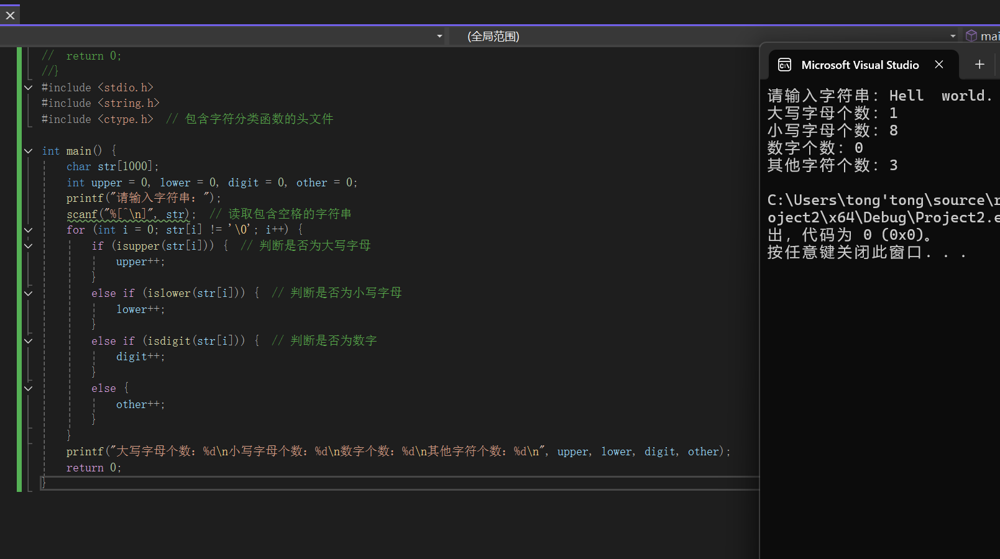 (全局范围)
//  return 0;
//}
#include <stdio.h>
#include <string.h>
#include <ctype.h>  // 包含字符分类函数的头文件
int main() {
char str[1000];
int upper = 0, lower = 0, digit = 0, other = 0;
printf("请输入字符串：");
scanf("%[^\n]", str);  // 读取包含空格的字符串
for (int i = 0; str[i] != '\0'; i++) {
if (isupper(str[i])) {  // 判断是否为大写字母
upper++;
}
else if (islower(str[i])) {  // 判断是否为小写字母
lower++;
}
else if (isdigit(str[i])) {  // 判断是否为数字
digit++;
}
else {
other++;
}
}
printf("大写字母个数：%d\n小写字母个数：%d\n数字个数：%d\n其他字符个数：%d\n", upper, lower, digit, other);
return 0;
}
Microsoft Visual Studio
请输入字符串：Hell  world.
大写字母个数：1
小写字母个数：8
数字个数：0
其他字符个数：3
C:\Users\tong'tong\source\r
oject2\x64\Debug\Project2.e
出，代码为 0 (0x0)。
按任意键关闭此窗口. . .